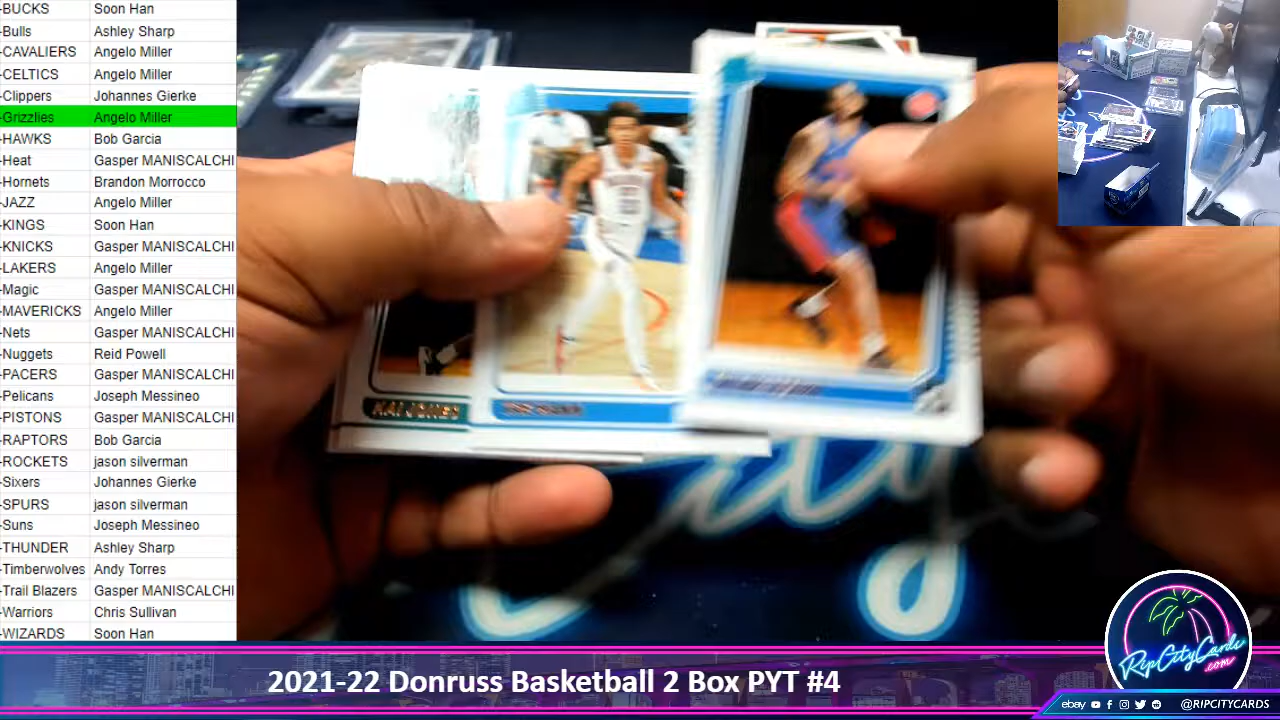 -BUCKS Soon Han
-Bulls Ashley Sharp
-CAVALIERS Angelo Miller
-CELTICS Angelo Miller
-Clippers Johannes Gierke
-Grizzlies Angelo Miller
-HAWKS Bob Garcia
-Heat Gasper MANISCALCHI
-Hornets Brandon Morrocco
-JAZZ Angelo Miller
-KINGS Soon Han
-KNICKS Gasper MANISCALCHI
-LAKERS Angelo Miller
-Magic Gasper MANISCALCHI
-MAVERICKS Angelo Miller
-Nets Gasper MANISCALCHI
-Nuggets Reid Powell
-PACERS Gasper MANISCALCHI
-Pelicans Joseph Messineo
-PISTONS Gasper MANISCALCHI
-RAPTORS Bob Garcia
-ROCKETS jason silverman
-Sixers Johannes Gierke
-SPURS jason silverman
-Suns Joseph Messineo
-THUNDER Ashley Sharp
-Timberwolves Andy Torres
-Trail Blazers Gasper MANISCALCHI
-Warriors Chris Sullivan
-WIZARDS Soon Han
KAI JONES
ity
RipCityCards
.com
2021-22 Donruss Basketball 2 Box PYT #4
ebay @RIPCITYCARDS